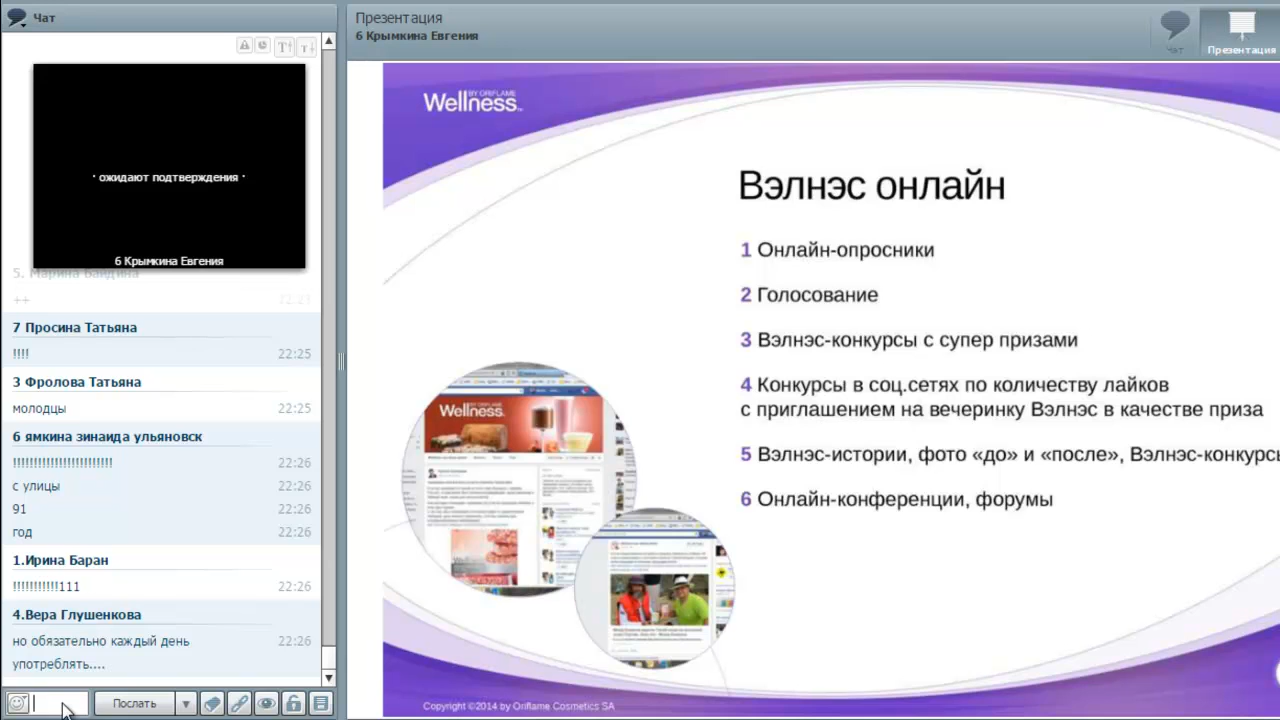 Чат
· ожидают подтверждения ·
6 Крымкина Евгения
5. Марина Байдина
++ 22:23
7 Просина Татьяна
!!!! 22:25
3 Фролова Татьяна
молодцы 22:25
6 ямкина зинаида ульяновск
!!!!!!!!!!!!!!!!!!!!!!!! 22:26
с улицы 22:26
91 22:26
год 22:26
1.Ирина Баран
!!!!!!!!!!!111 22:26
4 Вера Глушенкова
но обязательно каждый день 22:26
употреблять....
Послать
Презентация
6 Крымкина Евгения
Чат
Презентация
BY ORIFLAME
Wellness™
Вэлнэс онлайн
1 Онлайн-опросники
2 Голосование
3 Вэлнэс-конкурсы с супер призами
4 Конкурсы в соц.сетях по количеству лайков
с приглашением на вечеринку Вэлнэс в качестве приза
5 Вэлнэс-истории, фото «до» и «после», Вэлнэс-конкурсы
6 Онлайн-конференции, форумы
BY ORIFLAME
Wellness
Copyright ©2014 by Oriflame Cosmetics SA